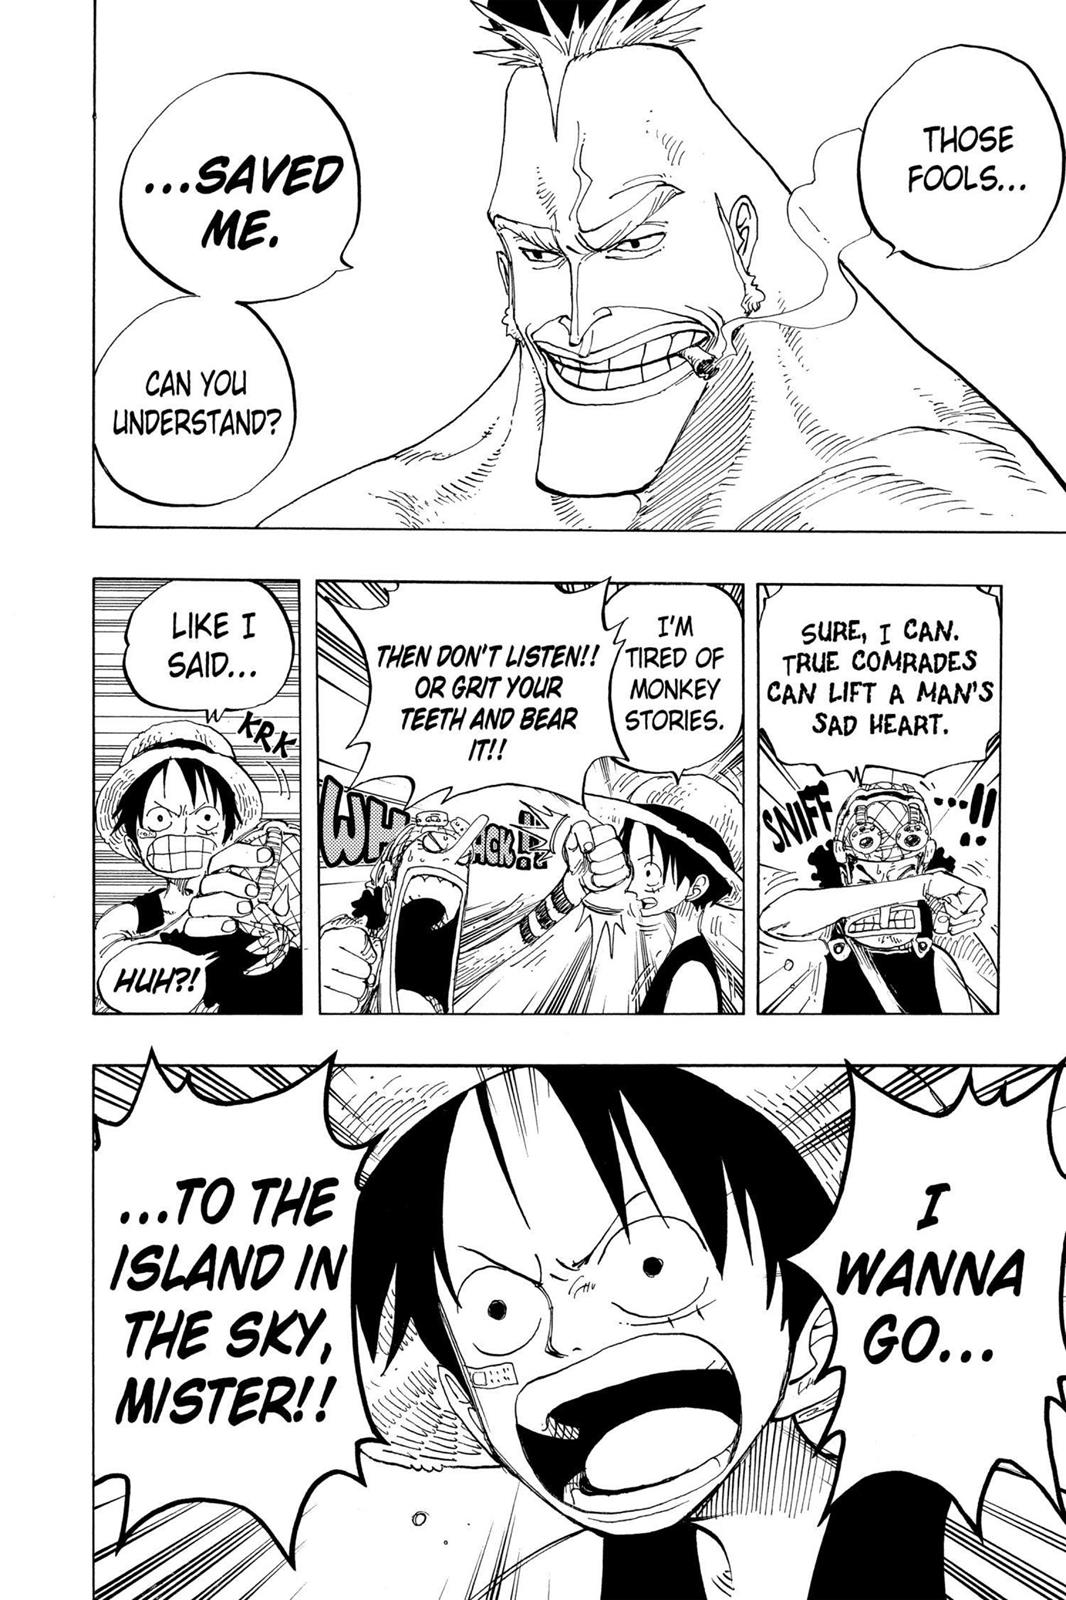 THOSE
FOOLS...
...SAVED
ME.
CAN YOU
UNDERSTAND?
SURE, I CAN.
TRUE COMRADES
CAN LIFT A MAN'S
SAD HEART.
SNIFF
...!!
I'M
TIRED OF
MONKEY
STORIES.
THEN DON'T LISTEN!!
OR GRIT YOUR
TEETH AND BEAR
IT!!
LIKE I
SAID...
KRK
HUH?!
I
WANNA
GO...
...TO THE
ISLAND IN
THE SKY,
MISTER!!